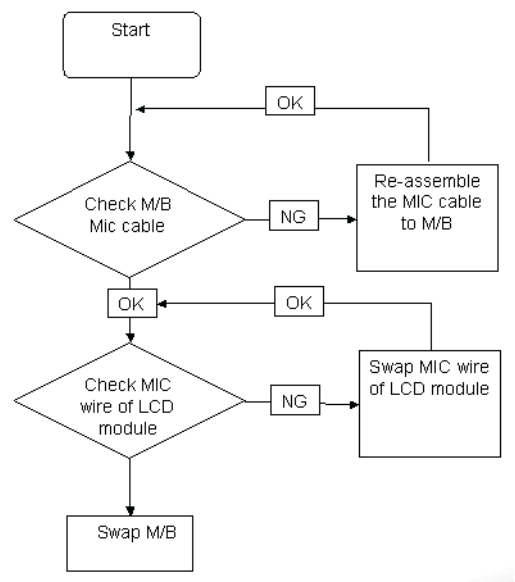 Start
OK
Check M/B
Mic cable
NG
Re-assemble
the MIC cable
to M/B
OK
OK
Check MIC
wire of LCD
module
NG
Swap MIC wire
of LCD module
Swap M/B